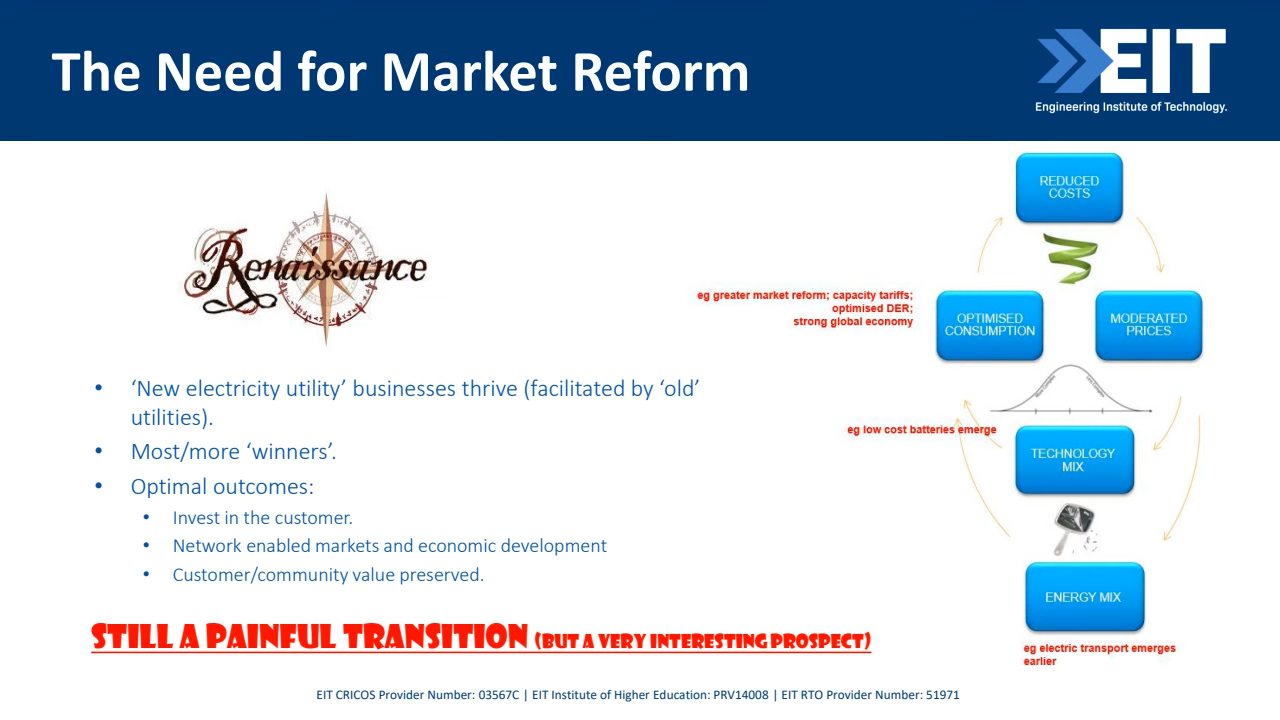 The Need for Market Reform
EIT
Engineering Institute of Technology.
Renaissance
• ‘New electricity utility’ businesses thrive (facilitated by ‘old’
utilities).
• Most/more ‘winners’.
• Optimal outcomes:
• Invest in the customer.
• Network enabled markets and economic development
• Customer/community value preserved.
STILL A PAINFUL TRANSITION (BUT A VERY INTERESTING PROSPECT)
REDUCED
COSTS
eg greater market reform; capacity tariffs;
optimised DER;
strong global economy
OPTIMISED
CONSUMPTION
MODERATED
PRICES
eg low cost batteries emerge
TECHNOLOGY
MIX
ENERGY MIX
eg electric transport emerges
earlier
EIT CRICOS Provider Number: 03567C | EIT Institute of Higher Education: PRV14008 | EIT RTO Provider Number: 51971